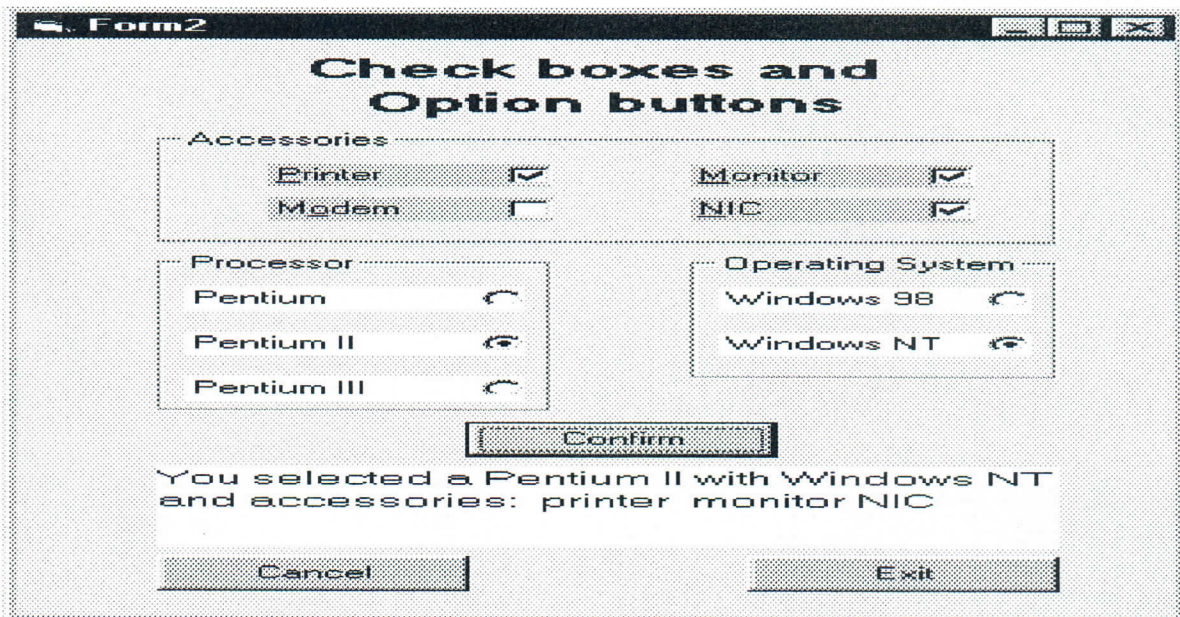 Form2
Check boxes and
Option buttons
Accessories
Printer
Monitor
Modem
NIC
Processor
Operating System
Pentium
Windows 98
Pentium II
Windows NT
Pentium III
Confirm
You selected a Pentium II with Windows NT
and accessories: printer monitor NIC
Cancel
Exit